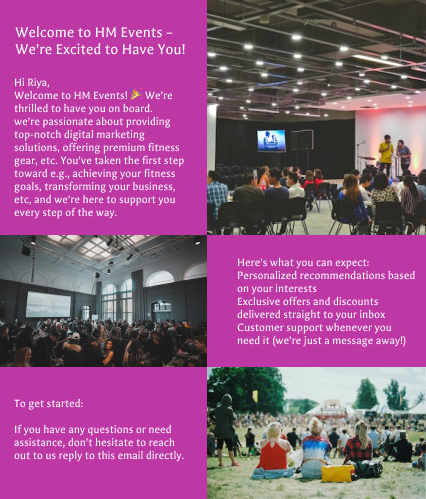 Welcome to HM Events –
We're Excited to Have You!
Hi Riya,
Welcome to HM Events! 🎉 We're
thrilled to have you on board.
we're passionate about providing
top-notch digital marketing
solutions, offering premium fitness
gear, etc. You've taken the first step
toward e.g., achieving your fitness
goals, transforming your business,
etc, and we're here to support you
every step of the way.
Here's what you can expect:
Personalized recommendations based
on your interests
Exclusive offers and discounts
delivered straight to your inbox
Customer support whenever you
need it (we're just a message away!)
To get started:
If you have any questions or need
assistance, don't hesitate to reach
out to us reply to this email directly.